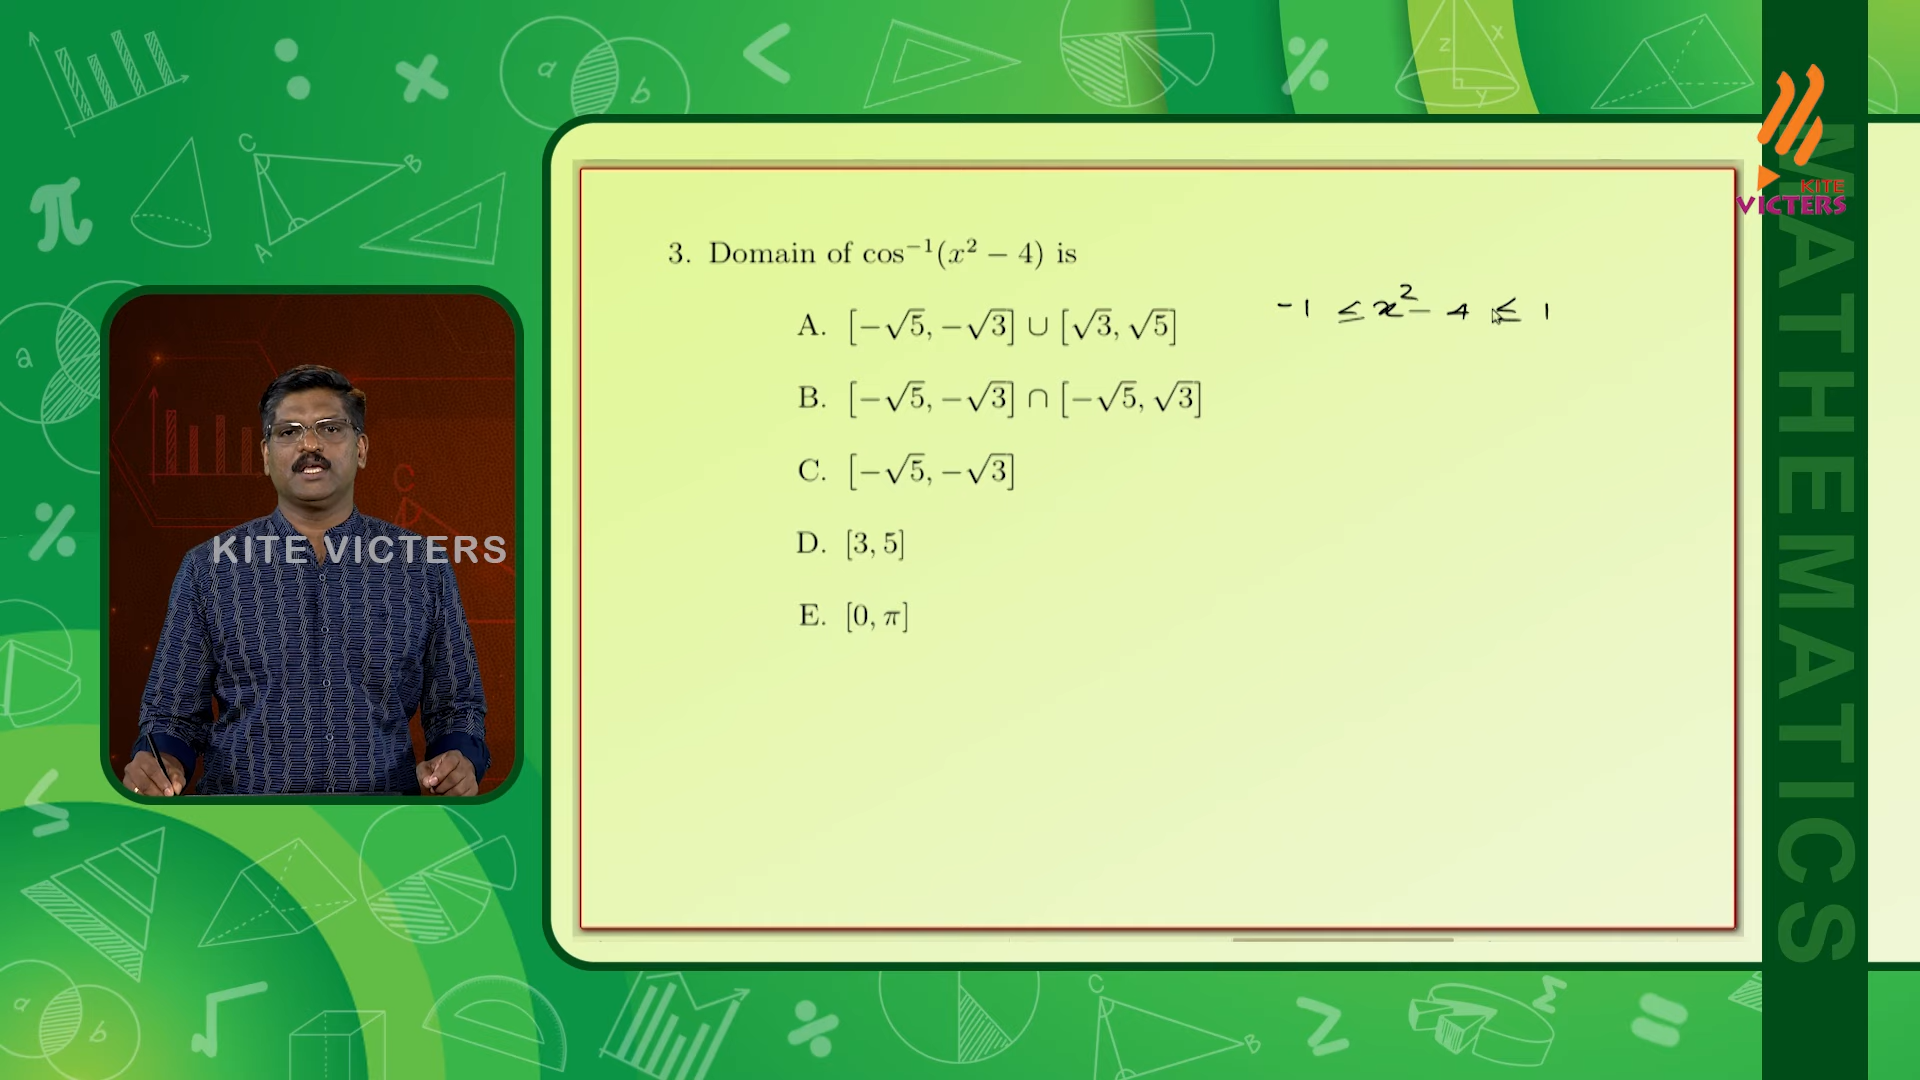 3. Domain of cos⁻¹(x² − 4) is
A. [−√5, −√3] ∪ [√3, √5]
B. [−√5, −√3] ∩ [−√5, √3]
C. [−√5, −√3]
D. [3, 5]
E. [0, π]
-1 ≤ x² - 4 ≤ 1
KITE VICTERS
KITE
VICTERS
MATHEMATICS
a
b
C
B
A
Z
X
Y
a
C
a
b
C
B